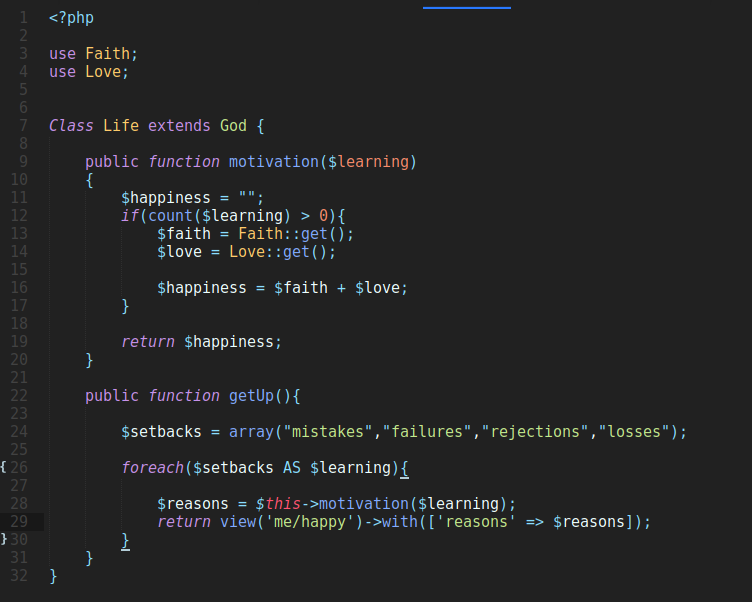 1 <?php
2
3 use Faith;
4 use Love;
5
6
7 Class Life extends God {
8
9     public function motivation($learning)
10     {
11         $happiness = "";
12         if(count($learning) > 0){
13             $faith = Faith::get();
14             $love = Love::get();
15
16             $happiness = $faith + $love;
17         }
18
19         return $happiness;
20     }
21
22     public function getUp(){
23
24         $setbacks = array("mistakes","failures","rejections","losses");
25
{ 26         foreach($setbacks AS $learning){
27
28             $reasons = $this->motivation($learning);
29             return view('me/happy')->with(['reasons' => $reasons]);
} 30         }
31     }
32 }